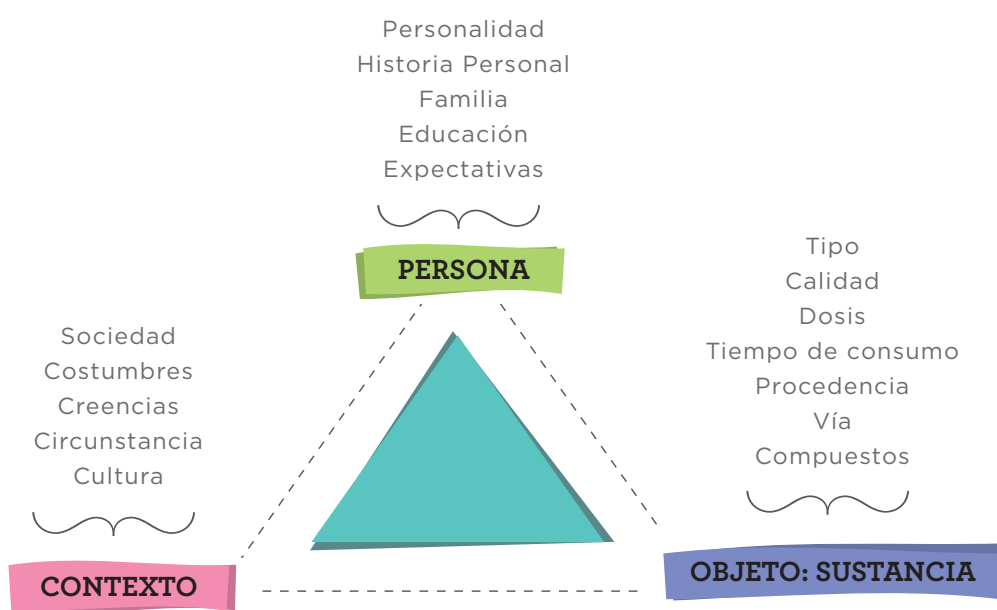 Personalidad
Historia Personal
Familia
Educación
Expectativas
PERSONA
Sociedad
Costumbres
Creencias
Circunstancia
Cultura
CONTEXTO
Tipo
Calidad
Dosis
Tiempo de consumo
Procedencia
Vía
Compuestos
OBJETO: SUSTANCIA